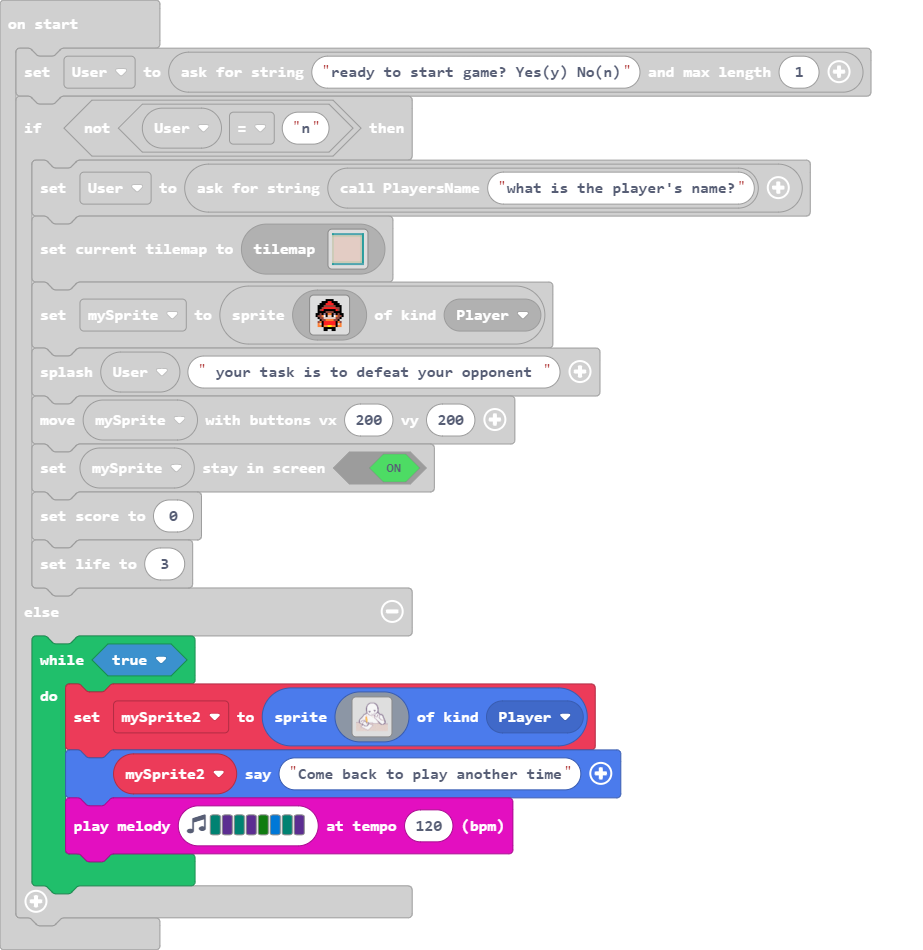 on start
set User to ask for string "ready to start game? Yes(y) No(n)" and max length 1
if not User = "n" then
set User to ask for string call PlayersName "what is the player's name?"
set current tilemap to tilemap
set mySprite to sprite of kind Player
splash User " your task is to defeat your opponent "
move mySprite with buttons vx 200 vy 200
set mySprite stay in screen ON
set score to 0
set life to 3
else
while true
do
set mySprite2 to sprite of kind Player
mySprite2 say "Come back to play another time"
play melody at tempo 120 (bpm)